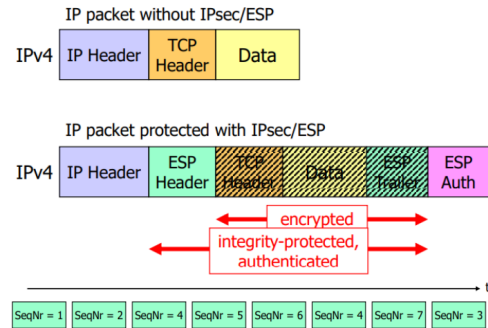 IP packet without IPsec/ESP
IPv4 IP Header TCP Header Data
IP packet protected with IPsec/ESP
IPv4 IP Header ESP Header TCP Header Data ESP Trailer ESP Auth
encrypted
integrity-protected,
authenticated
t
SeqNr = 1 SeqNr = 2 SeqNr = 4 SeqNr = 5 SeqNr = 6 SeqNr = 4 SeqNr = 7 SeqNr = 3